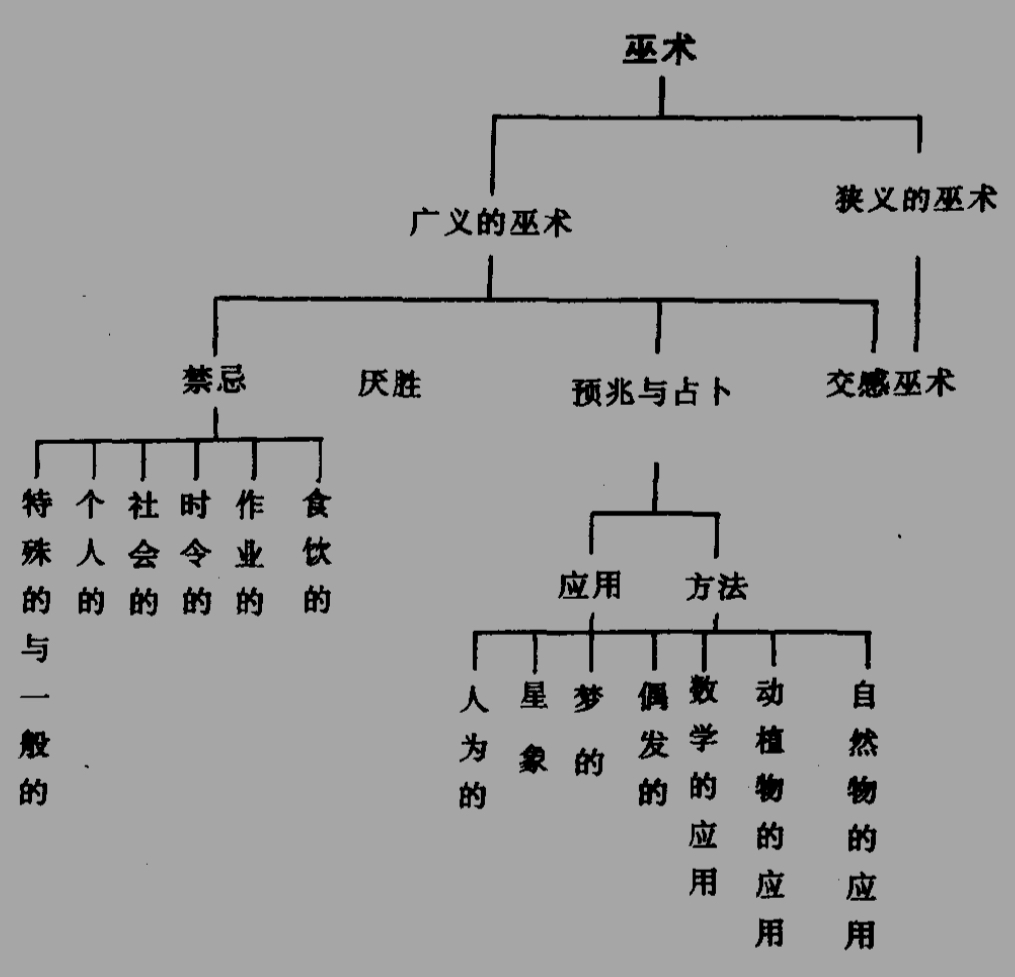 巫术
广义的巫术
狭义的巫术
禁忌
厌胜
预兆与占卜
交感巫术
特殊的与一般的
个人的
社会的
时令的
作业的
食饮的
应用
方法
人为的
星象
梦的
偶发的
数学的应用
动植物的应用
自然物的应用